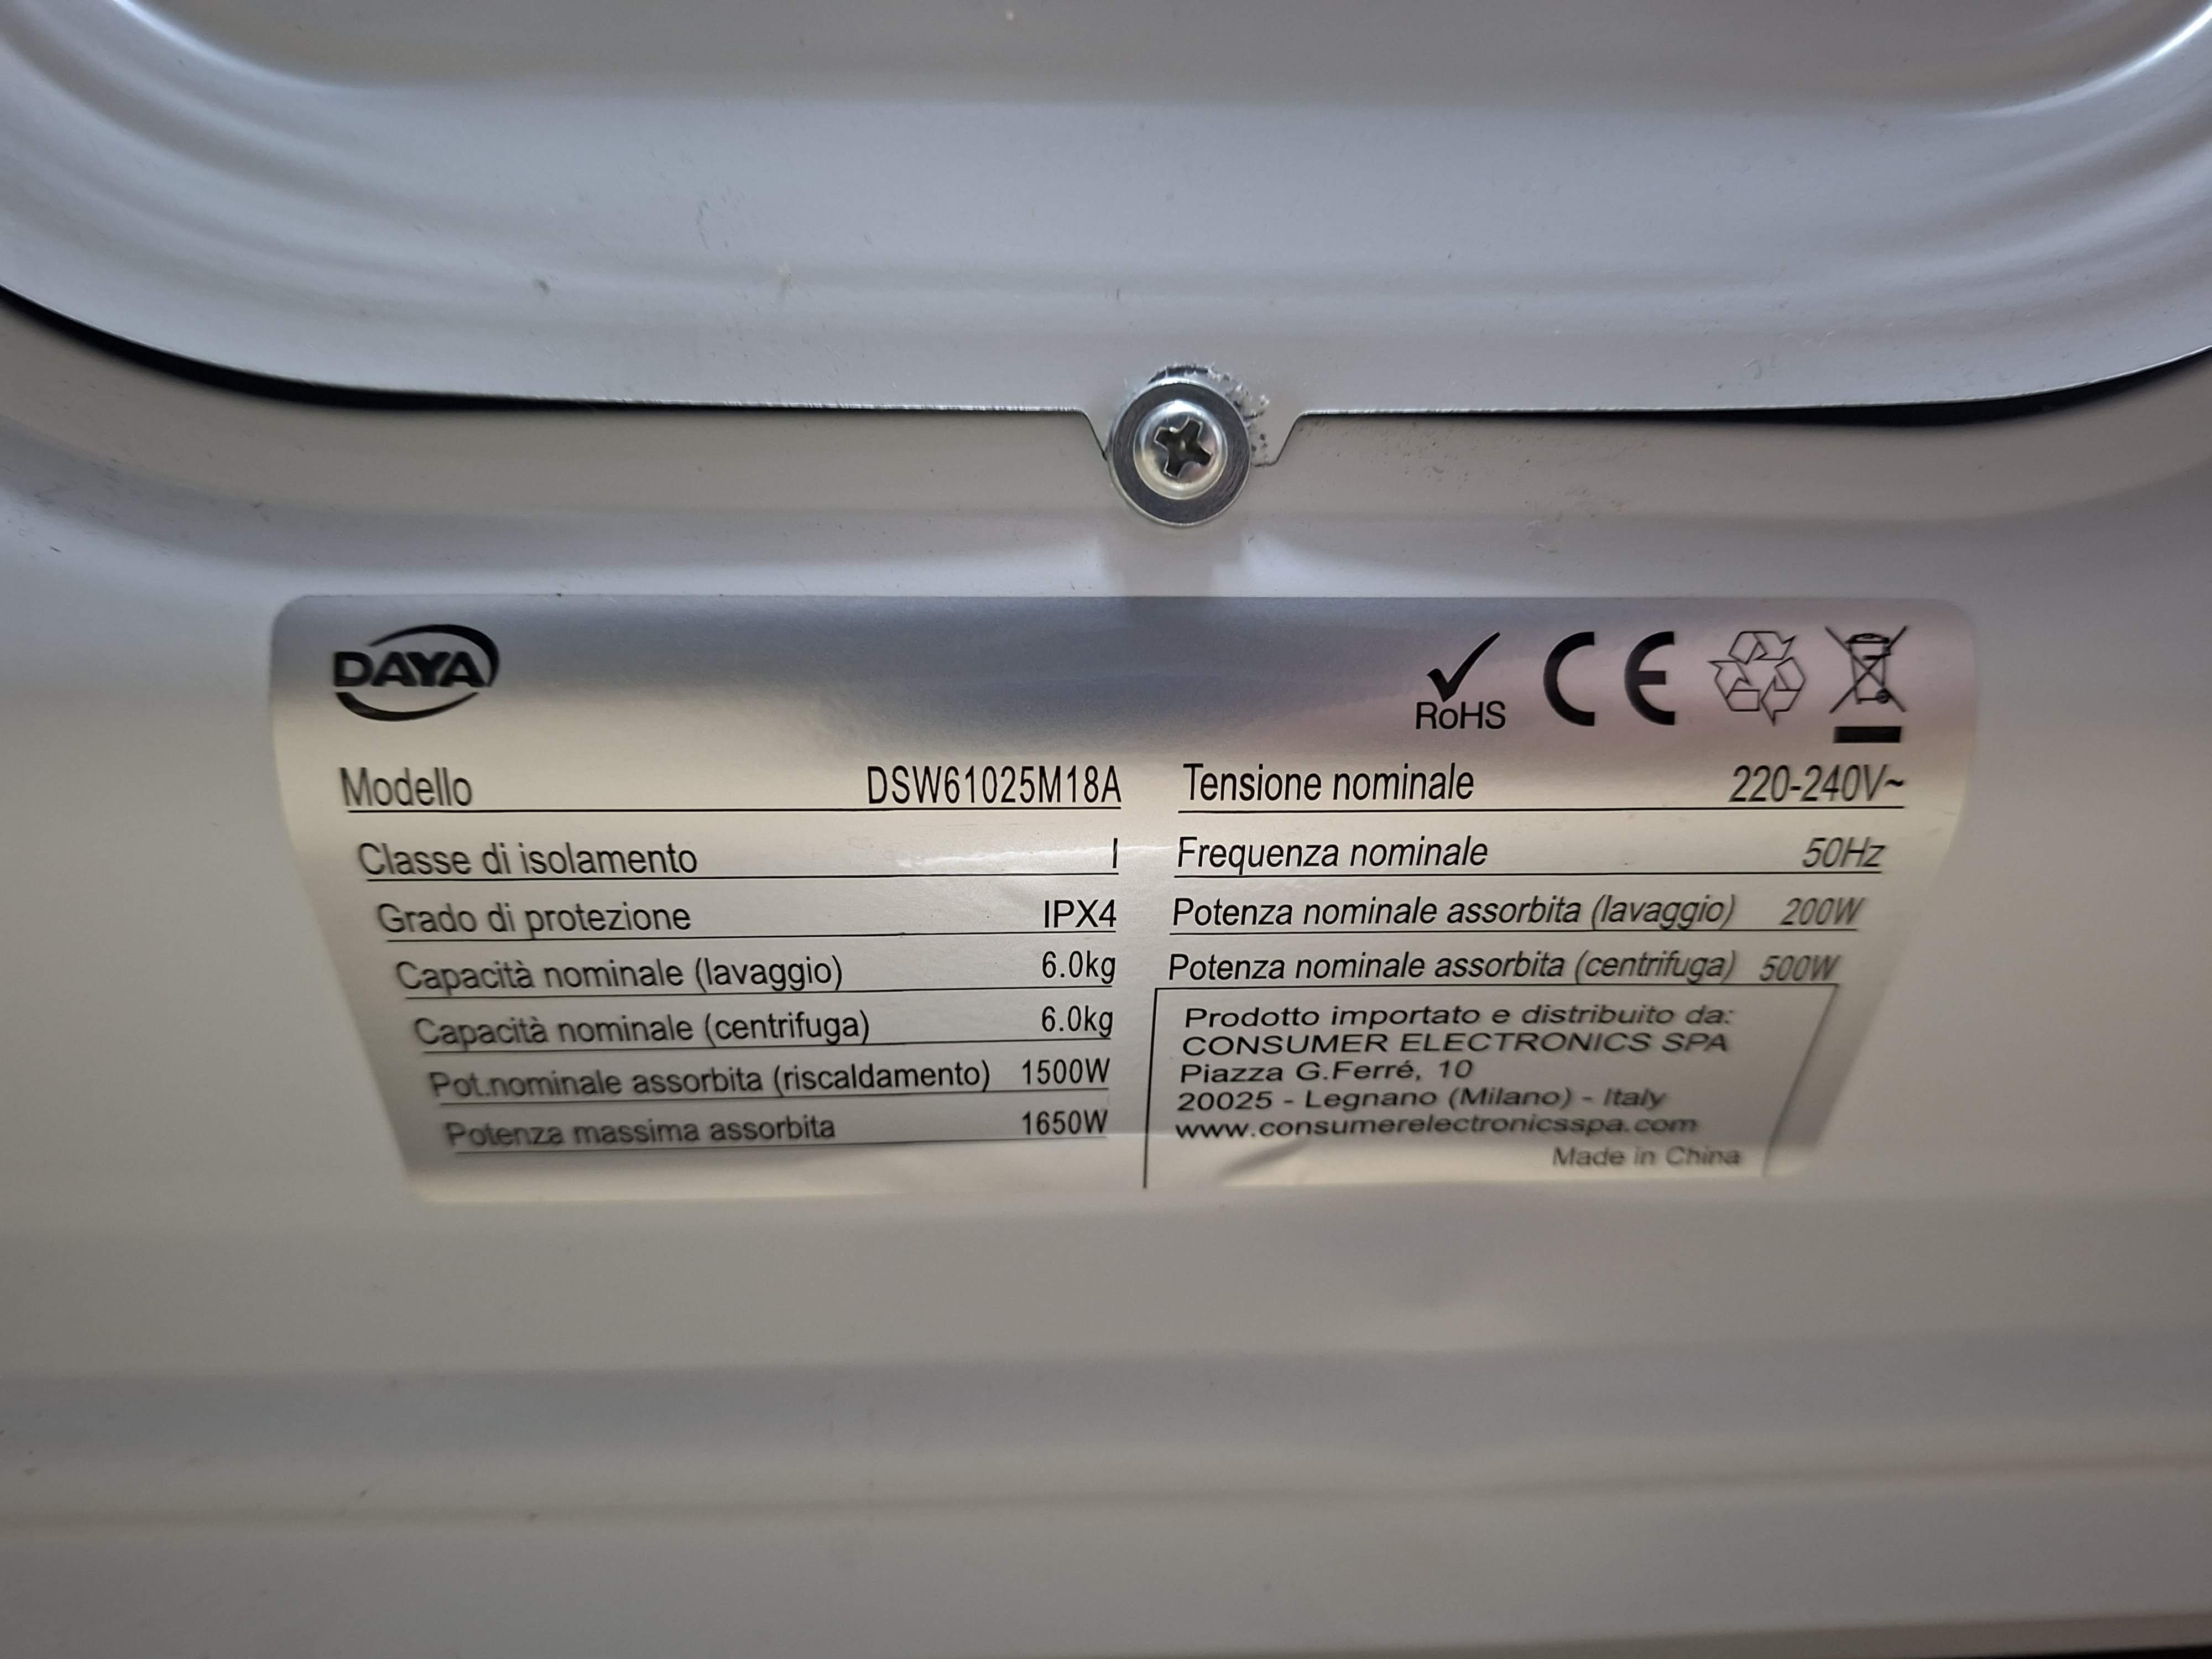 DAYA
RoHS CE
Modello DSW61025M18A
Classe di isolamento I
Grado di protezione IPX4
Capacità nominale (lavaggio) 6.0kg
Capacità nominale (centrifuga) 6.0kg
Pot.nominale assorbita (riscaldamento) 1500W
Potenza massima assorbita 1650W
Tensione nominale 220-240V~
Frequenza nominale 50Hz
Potenza nominale assorbita (lavaggio) 200W
Potenza nominale assorbita (centrifuga) 500W
Prodotto importato e distribuito da:
CONSUMER ELECTRONICS SPA
Piazza G.Ferré, 10
20025 - Legnano (Milano) - Italy
www.consumerelectronicsspa.com
Made in China